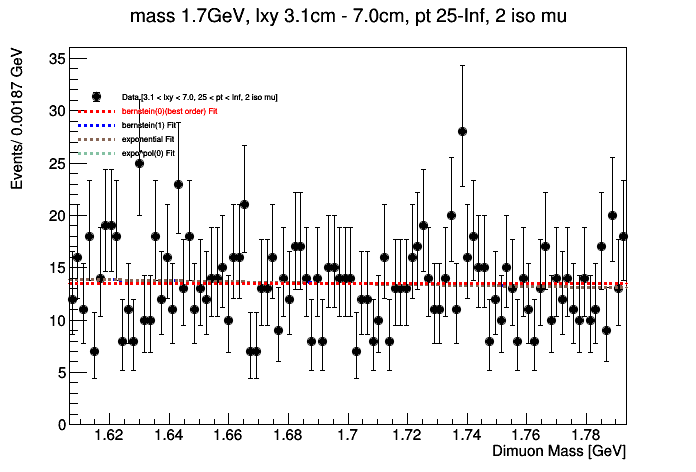 mass 1.7GeV, lxy 3.1cm - 7.0cm, pt 25-Inf, 2 iso mu
Events/ 0.00187 GeV
35
30
25
20
15
10
5
0
Data,[3.1 < lxy < 7.0, 25 < pt < Inf, 2 iso mu]
bernstein(0)(best order) Fit
bernstein(1) Fit
exponential Fit
expo*pol(0) Fit
1.62 1.64 1.66 1.68 1.7 1.72 1.74 1.76 1.78
Dimuon Mass [GeV]